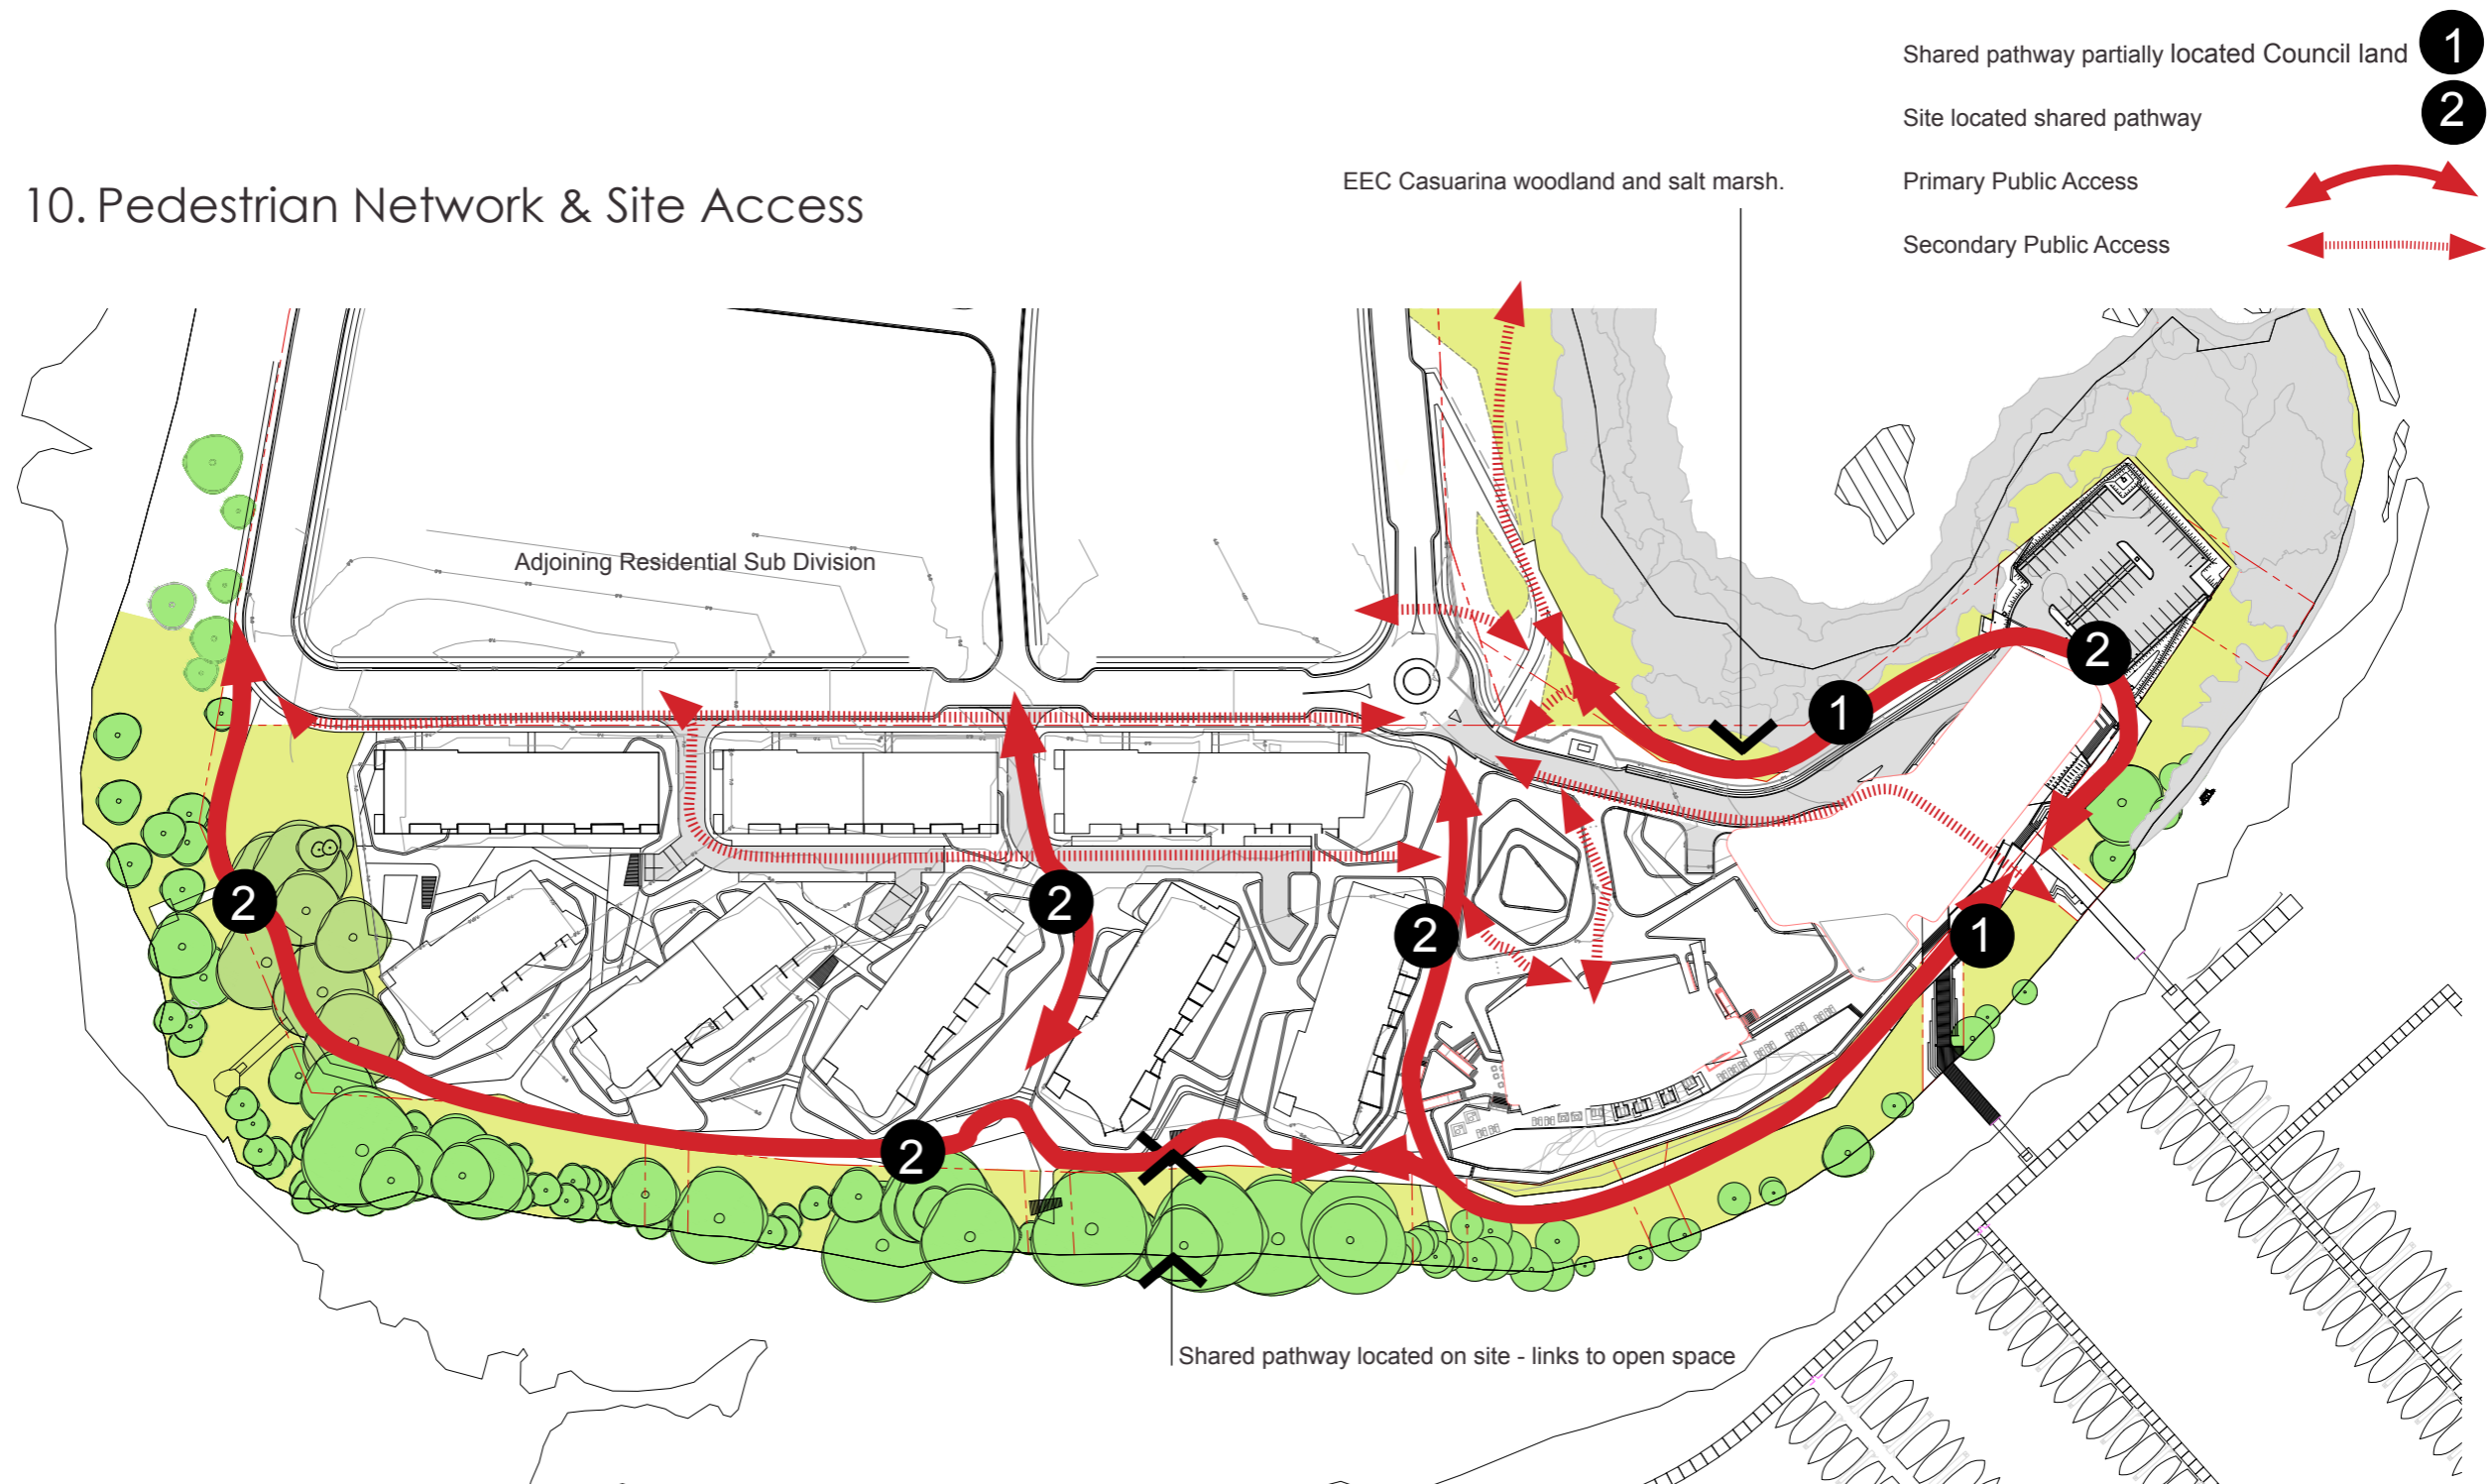 Shared pathway partially located Council land 1
Site located shared pathway 2
10. Pedestrian Network & Site Access
EEC Casuarina woodland and salt marsh.
Primary Public Access
Secondary Public Access
Adjoining Residential Sub Division
2
1
2
2
2
1
2
Shared pathway located on site - links to open space